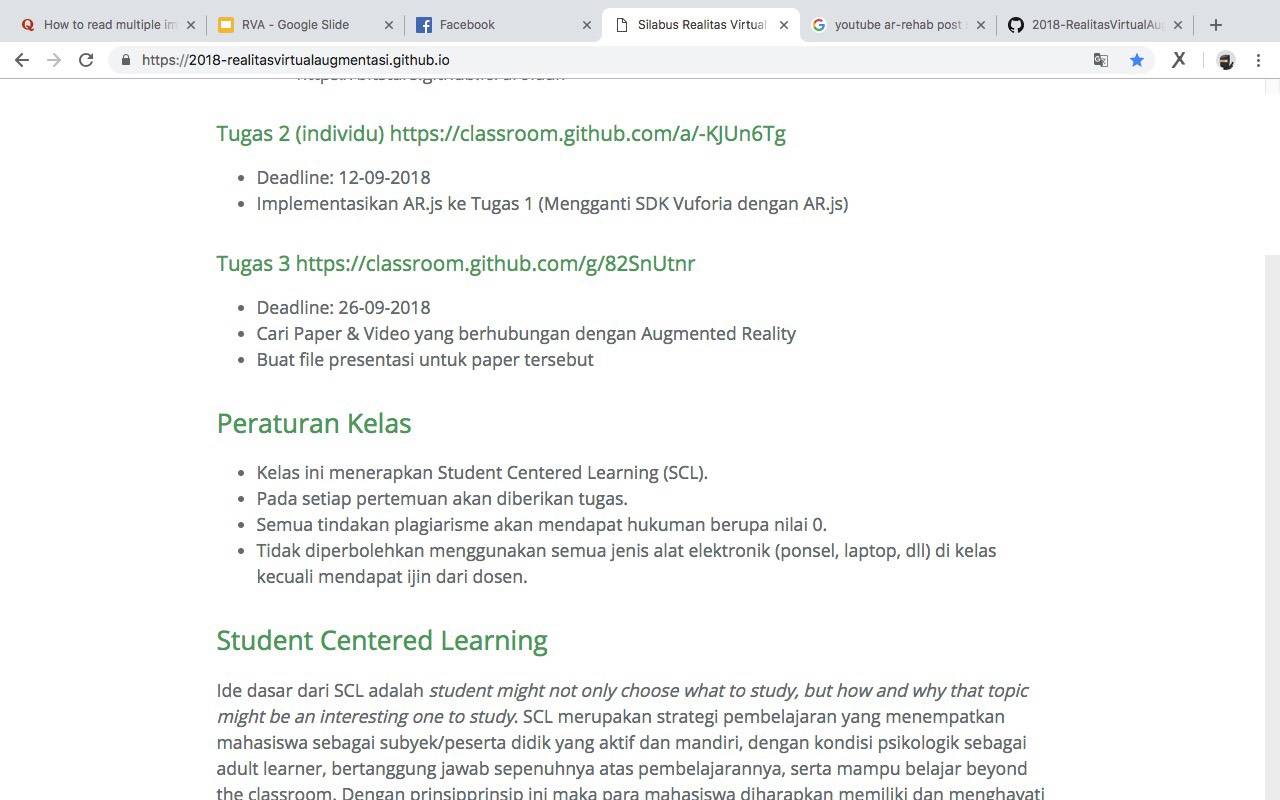 How to read multiple im
RVA - Google Slide
Facebook
Silabus Realitas Virtual
youtube ar-rehab post
2018-RealitasVirtualAug
https://2018-realitasvirtualaugmentasi.github.io
Tugas 2 (individu) https://classroom.github.com/a/-KJUn6Tg
• Deadline: 12-09-2018
• Implementasikan AR.js ke Tugas 1 (Mengganti SDK Vuforia dengan AR.js)
Tugas 3 https://classroom.github.com/g/82SnUtnr
• Deadline: 26-09-2018
• Cari Paper & Video yang berhubungan dengan Augmented Reality
• Buat file presentasi untuk paper tersebut
Peraturan Kelas
• Kelas ini menerapkan Student Centered Learning (SCL).
• Pada setiap pertemuan akan diberikan tugas.
• Semua tindakan plagiarisme akan mendapat hukuman berupa nilai 0.
• Tidak diperbolehkan menggunakan semua jenis alat elektronik (ponsel, laptop, dll) di kelas
kecuali mendapat ijin dari dosen.
Student Centered Learning
Ide dasar dari SCL adalah student might not only choose what to study, but how and why that topic
might be an interesting one to study. SCL merupakan strategi pembelajaran yang menempatkan
mahasiswa sebagai subyek/peserta didik yang aktif dan mandiri, dengan kondisi psikologik sebagai
adult learner, bertanggung jawab sepenuhnya atas pembelajarannya, serta mampu belajar beyond
the classroom. Dengan prinsipprinsip ini maka para mahasiswa diharapkan memiliki dan menghayati